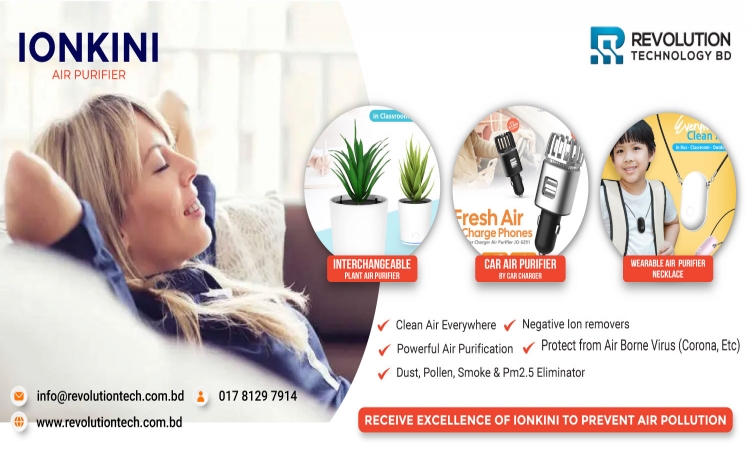 IONKINI
AIR PURIFIER
REVOLUTION
TECHNOLOGY BD
in Classroom
Fresh Air
Charge Phones
Clean
INTERCHANGEABLE
PLANT AIR PURIFIER
CAR AIR PURIFIER
BY CAR CHARGER
WEARABLE AIR PURIFIER
NECKLACE
Clean Air Everywhere
Negative Ion removers
Powerful Air Purification
Protect from Air Borne Virus (Corona, Etc)
Dust, Pollen, Smoke & Pm2.5 Eliminator
info@revolutiontech.com.bd
017 8129 7914
www.revolutiontech.com.bd
RECEIVE EXCELLENCE OF IONKINI TO PREVENT AIR POLLUTION